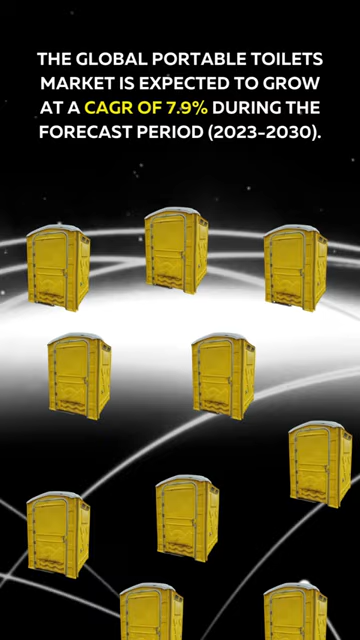 THE GLOBAL PORTABLE TOILETS
MARKET IS EXPECTED TO GROW
AT A CAGR OF 7.9% DURING THE
FORECAST PERIOD (2023-2030).